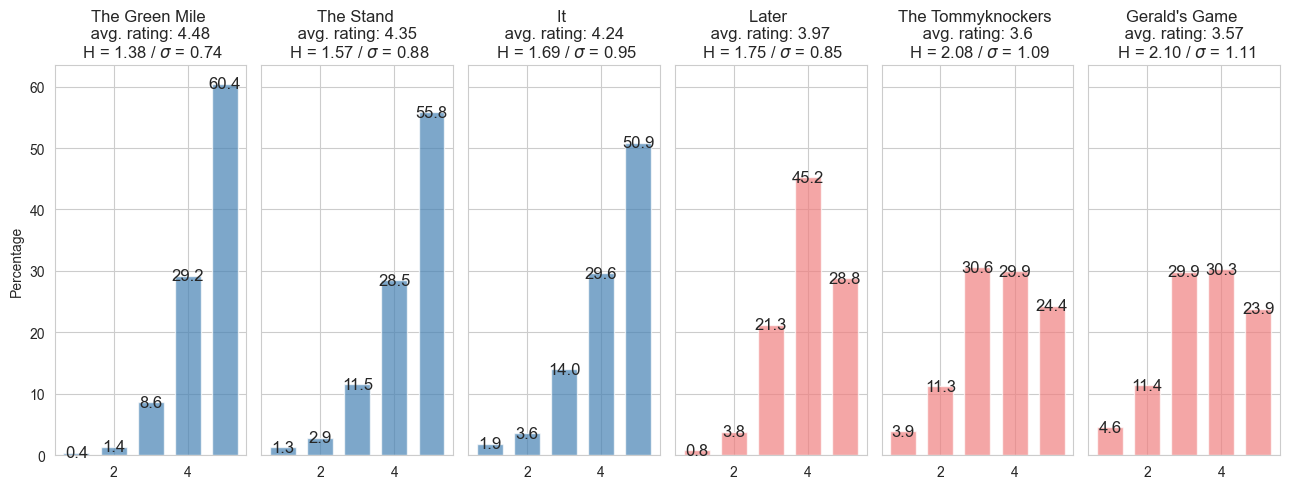 The Green Mile
avg. rating: 4.48
H = 1.38 / σ = 0.74
The Stand
avg. rating: 4.35
H = 1.57 / σ = 0.88
It
avg. rating: 4.24
H = 1.69 / σ = 0.95
Later
avg. rating: 3.97
H = 1.75 / σ = 0.85
The Tommyknockers
avg. rating: 3.6
H = 2.08 / σ = 1.09
Gerald's Game
avg. rating: 3.57
H = 2.10 / σ = 1.11
Percentage
60
50
40
30
20
10
0
0.4
1.4
8.6
29.2
60.4
2
4
1.3
2.9
11.5
28.5
55.8
2
4
1.9
3.6
14.0
29.6
50.9
2
4
0.8
3.8
21.3
45.2
28.8
2
4
3.9
11.3
30.6
29.9
24.4
2
4
4.6
11.4
29.9
30.3
23.9
2
4